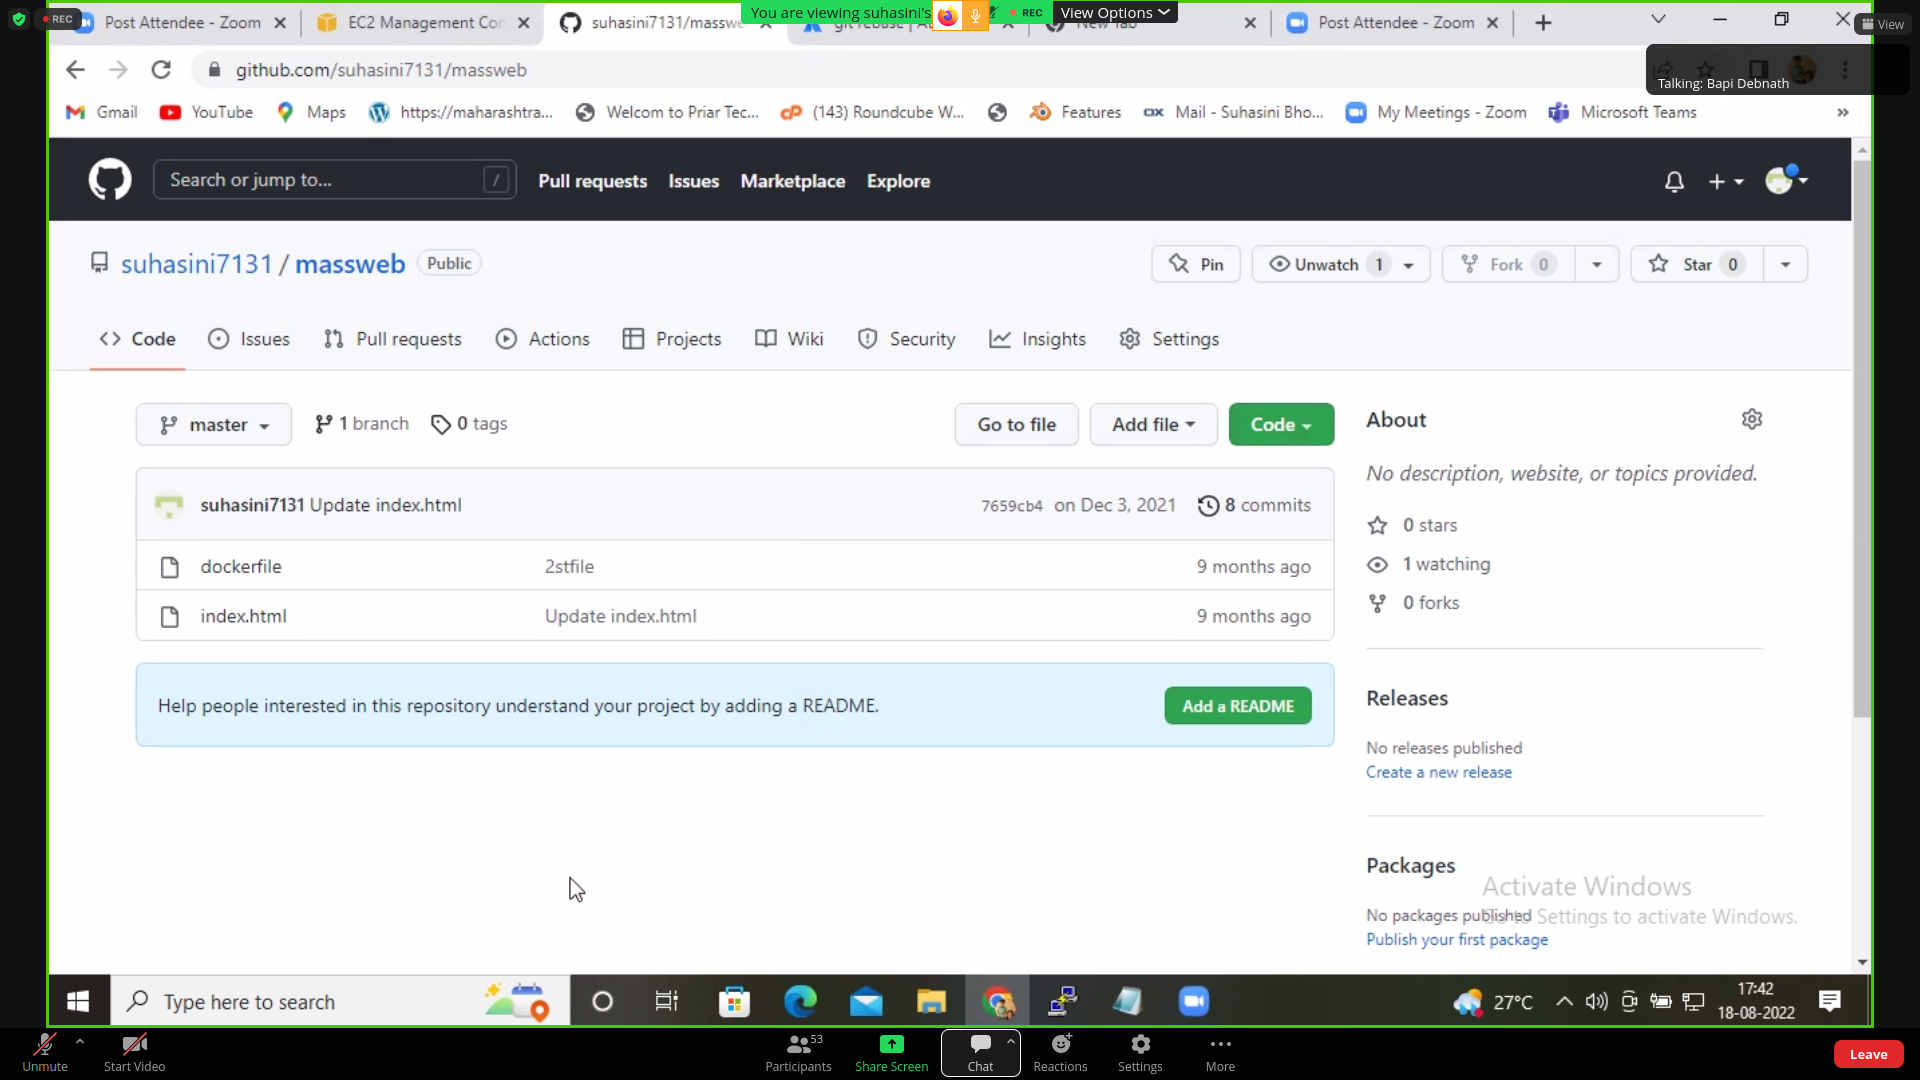 REC
Post Attendee - Zoom
EC2 Management Con
suhasini7131/masswe
You are viewing suhasini's
REC
View Options
New Tab
Post Attendee - Zoom
View
github.com/suhasini7131/massweb
Talking: Bapi Debnath
Gmail
YouTube
Maps
https://maharashtra...
Welcom to Priar Tec...
(143) Roundcube W...
Features
OX Mail - Suhasini Bho...
My Meetings - Zoom
Microsoft Teams
»
Search or jump to...
/
Pull requests
Issues
Marketplace
Explore
suhasini7131 / massweb
Public
Pin
Unwatch 1
Fork 0
Star 0
Code
Issues
Pull requests
Actions
Projects
Wiki
Security
Insights
Settings
master
1 branch
0 tags
Go to file
Add file
Code
About
No description, website, or topics provided.
suhasini7131 Update index.html
7659cb4 on Dec 3, 2021
8 commits
0 stars
dockerfile
2stfile
9 months ago
1 watching
0 forks
index.html
Update index.html
9 months ago
Help people interested in this repository understand your project by adding a README.
Add a README
Releases
No releases published
Create a new release
Packages
Activate Windows
No packages published
Settings to activate Windows.
Publish your first package
Type here to search
27°C
17:42
18-08-2022
Unmute
Start Video
Participants
53
Share Screen
Chat
Reactions
Settings
More
Leave